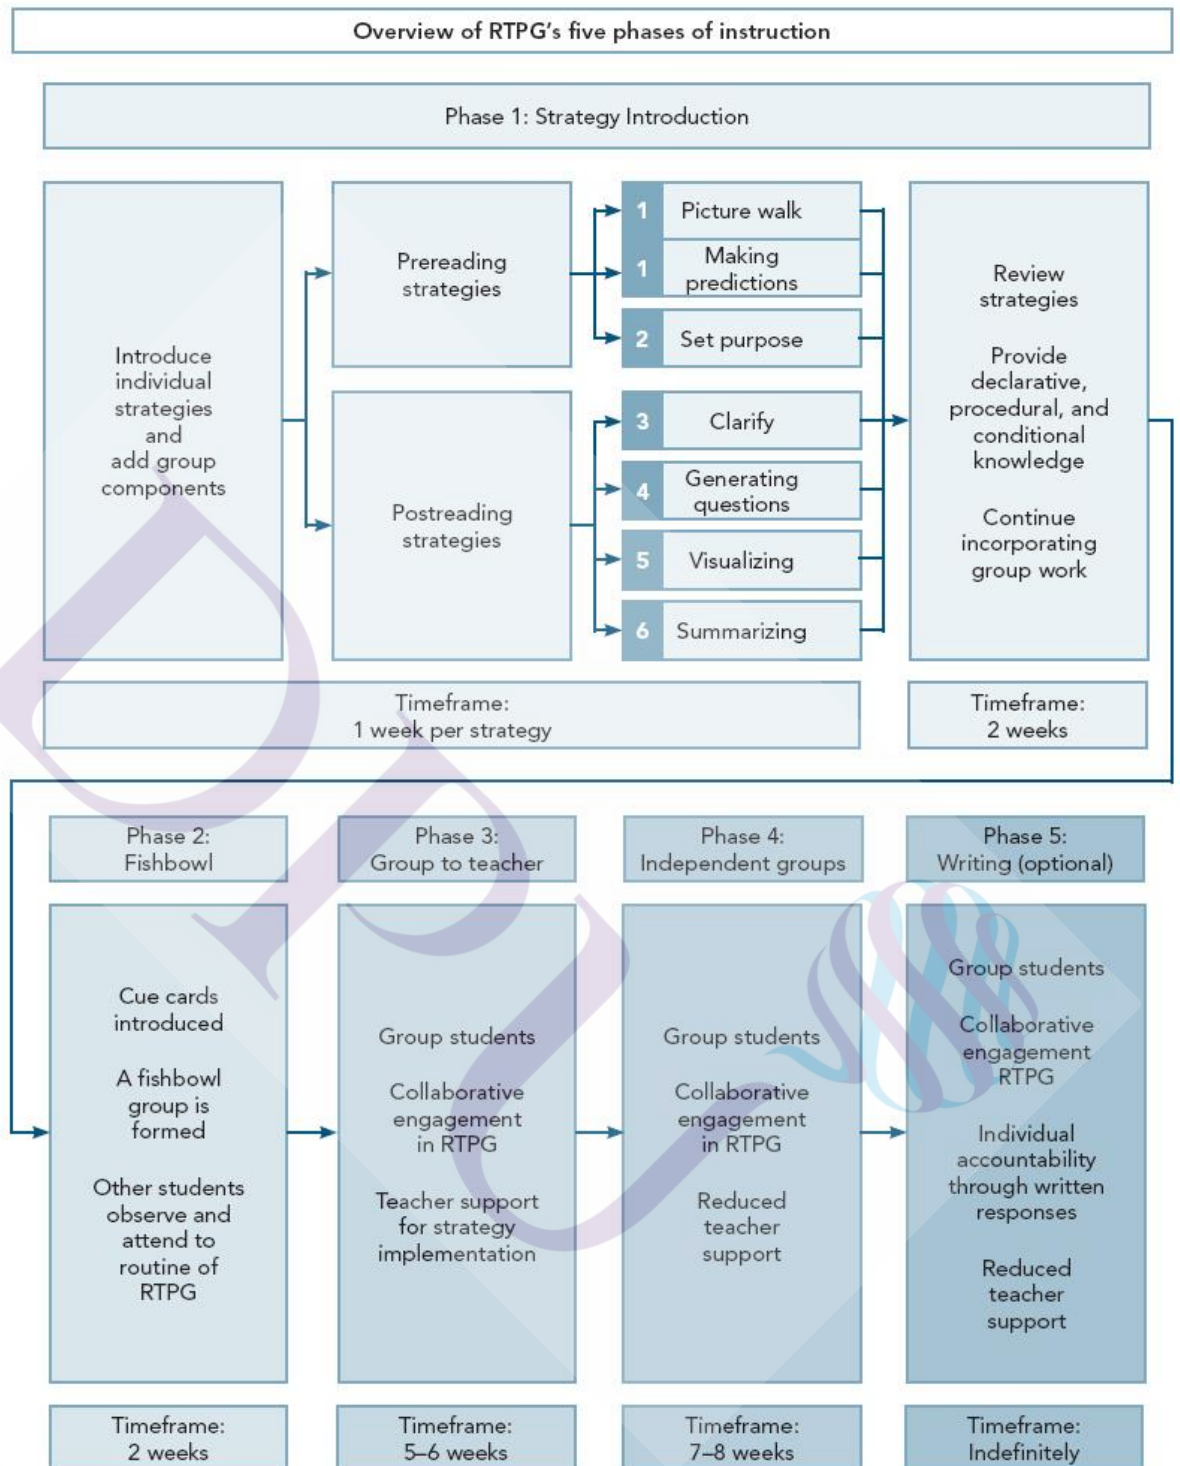 Overview of RTPG's five phases of instruction
Phase 1: Strategy Introduction
Introduce
individual
strategies
and
add group
components
Prereading
strategies
1 Picture walk
1 Making
predictions
2 Set purpose
Postreading
strategies
3 Clarify
4 Generating
questions
5 Visualizing
6 Summarizing
Review
strategies
Provide
declarative,
procedural, and
conditional
knowledge
Continue
incorporating
group work
Timeframe:
1 week per strategy
Timeframe:
2 weeks
Phase 2:
Fishbowl
Cue cards
introduced
A fishbowl
group is
formed
Other students
observe and
attend to
routine of
RTPG
Timeframe:
2 weeks
Phase 3:
Group to teacher
Group students
Collaborative
engagement
in RTPG
Teacher support
for strategy
implementation
Timeframe:
5–6 weeks
Phase 4:
Independent groups
Group students
Collaborative
engagement
in RTPG
Reduced
teacher
support
Timeframe:
7–8 weeks
Phase 5:
Writing (optional)
Group students
Collaborative
engagement
RTPG
Individual
accountability
through written
responses
Reduced
teacher
support
Timeframe:
Indefinitely
DPU